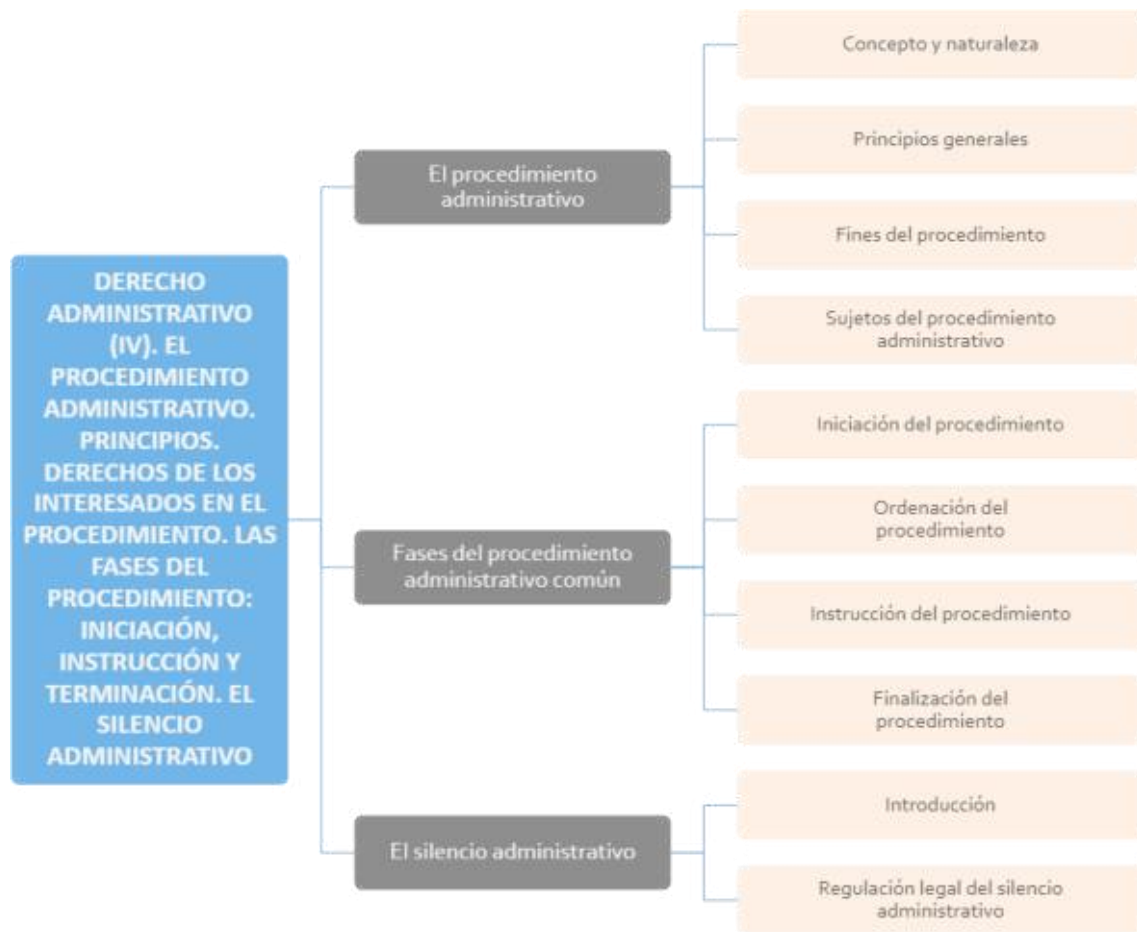 DERECHO
ADMINISTRATIVO
(IV). EL
PROCEDIMIENTO
ADMINISTRATIVO.
PRINCIPIOS.
DERECHOS DE LOS
INTERESADOS EN EL
PROCEDIMIENTO. LAS
FASES DEL
PROCEDIMIENTO:
INICIACIÓN,
INSTRUCCIÓN Y
TERMINACIÓN. EL
SILENCIO
ADMINISTRATIVO
El procedimiento
administrativo
Concepto y naturaleza
Principios generales
Fines del procedimiento
Sujetos del procedimiento
administrativo
Fases del procedimiento
administrativo común
Iniciación del procedimiento
Ordenación del
procedimiento
Instrucción del procedimiento
Finalización del
procedimiento
El silencio administrativo
Introducción
Regulación legal del silencio
administrativo